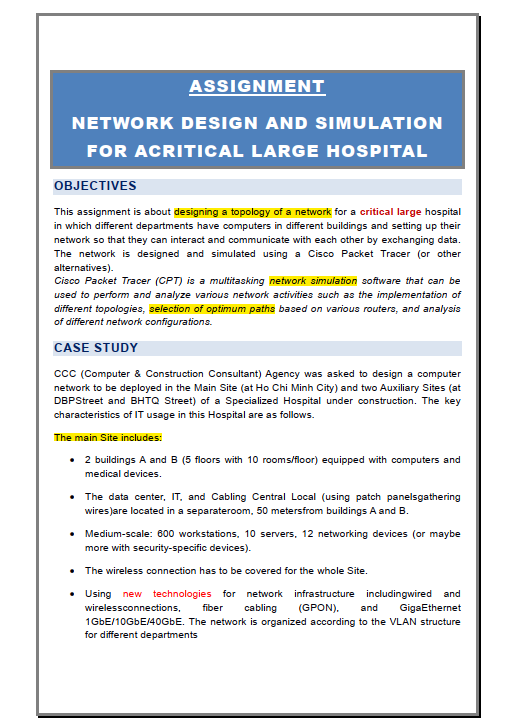 ASSIGNMENT
NETWORK DESIGN AND SIMULATION
FOR ACRITICAL LARGE HOSPITAL
OBJECTIVES
This assignment is about designing a topology of a network for a critical large hospital
in which different departments have computers in different buildings and setting up their
network so that they can interact and communicate with each other by exchanging data.
The network is designed and simulated using a Cisco Packet Tracer (or other
alternatives).
Cisco Packet Tracer (CPT) is a multitasking network simulation software that can be
used to perform and analyze various network activities such as the implementation of
different topologies, selection of optimum paths based on various routers, and analysis
of different network configurations.
CASE STUDY
CCC (Computer & Construction Consultant) Agency was asked to design a computer
network to be deployed in the Main Site (at Ho Chi Minh City) and two Auxiliary Sites (at
DBPStreet and BHTQ Street) of a Specialized Hospital under construction. The key
characteristics of IT usage in this Hospital are as follows.
The main Site includes:
• 2 buildings A and B (5 floors with 10 rooms/floor) equipped with computers and
medical devices.
• The data center, IT, and Cabling Central Local (using patch panelsgathering
wires)are located in a separateroom, 50 metersfrom buildings A and B.
• Medium-scale: 600 workstations, 10 servers, 12 networking devices (or maybe
more with security-specific devices).
• The wireless connection has to be covered for the whole Site.
• Using new technologies for network infrastructure includingwired and
wirelessconnections, fiber cabling (GPON), and GigaEthernet
1GbE/10GbE/40GbE. The network is organized according to the VLAN structure
for different departments